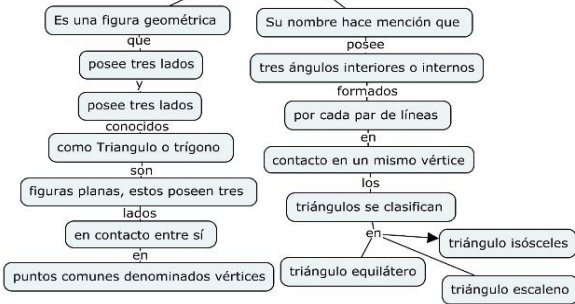 Es una figura geométrica
que
posee tres lados
y
posee tres lados
conocidos
como Triangulo o trígono
son
figuras planas, estos poseen tres
lados
en contacto entre sí
en
puntos comunes denominados vértices
Su nombre hace mención que
posee
tres ángulos interiores o internos
formados
por cada par de líneas
en
contacto en un mismo vértice
los
triángulos se clasifican
en
triángulo isósceles
triángulo equilátero
triángulo escaleno